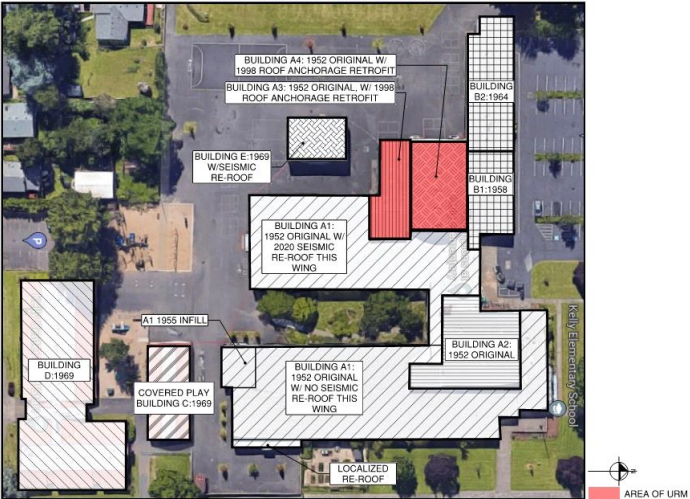 BUILDING A4: 1952 ORIGINAL W/
1998 ROOF ANCHORAGE RETROFIT
BUILDING A3: 1952 ORIGINAL, W/ 1998
ROOF ANCHORAGE RETROFIT
BUILDING
B2:1964
BUILDING E:1969
W/SEISMIC
RE-ROOF
BUILDING
B1:1958
BUILDING A1:
1952 ORIGINAL W/
2020 SEISMIC
RE-ROOF THIS
WING
P
A1 1955 INFILL
Kelly Elementary School
BUILDING A2:
1952 ORIGINAL
BUILDING
D:1969
COVERED PLAY
BUILDING C:1969
BUILDING A1:
1952 ORIGINAL
W/ NO SEISMIC
RE-ROOF THIS
WING
LOCALIZED
RE-ROOF
N
AREA OF URM